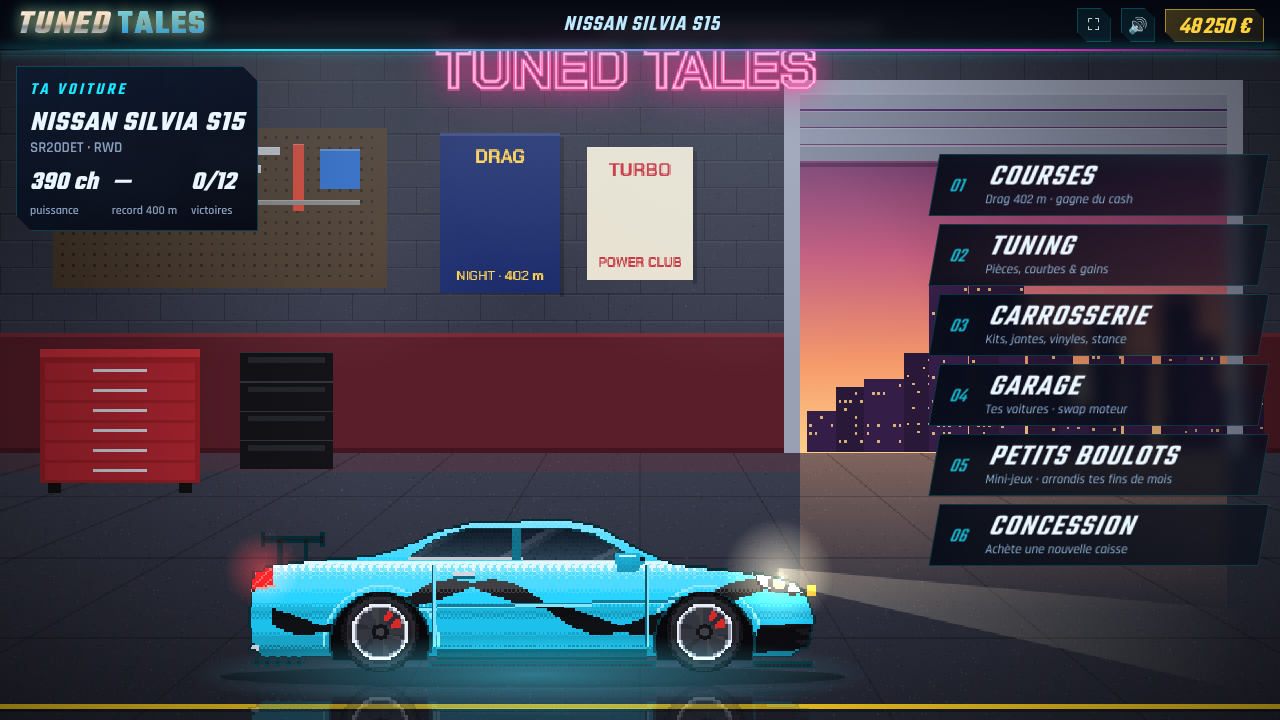 TUNED TALES
NISSAN SILVIA S15
48 250 €
TUNED TALES
TA VOITURE
NISSAN SILVIA S15
SR20DET · RWD
390 ch — 0/12
puissance record 400 m victoires
DRAG
NIGHT · 402 m
TURBO
POWER CLUB
01 COURSES
Drag 402 m · gagne du cash
02 TUNING
Pièces, courbes & gains
03 CARROSSERIE
Kits, jantes, vinyles, stance
04 GARAGE
Tes voitures · swap moteur
05 PETITS BOULOTS
Mini-jeux · arrondis tes fins de mois
06 CONCESSION
Achète une nouvelle caisse